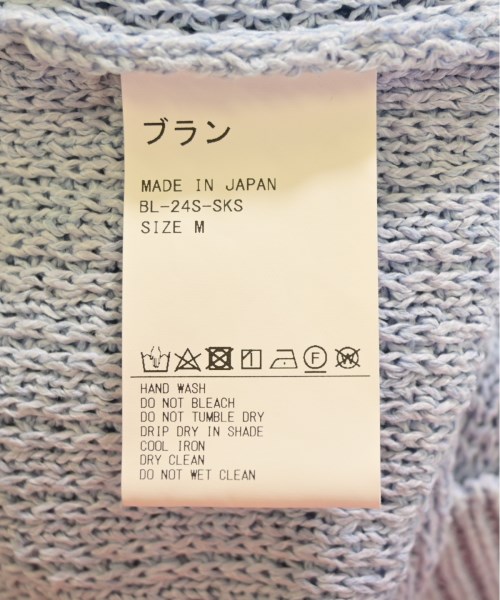 ブラン
MADE IN JAPAN
BL-24S-SKS
SIZE M
HAND WASH
DO NOT BLEACH
DO NOT TUMBLE DRY
DRIP DRY IN SHADE
COOL IRON
DRY CLEAN
DO NOT WET CLEAN